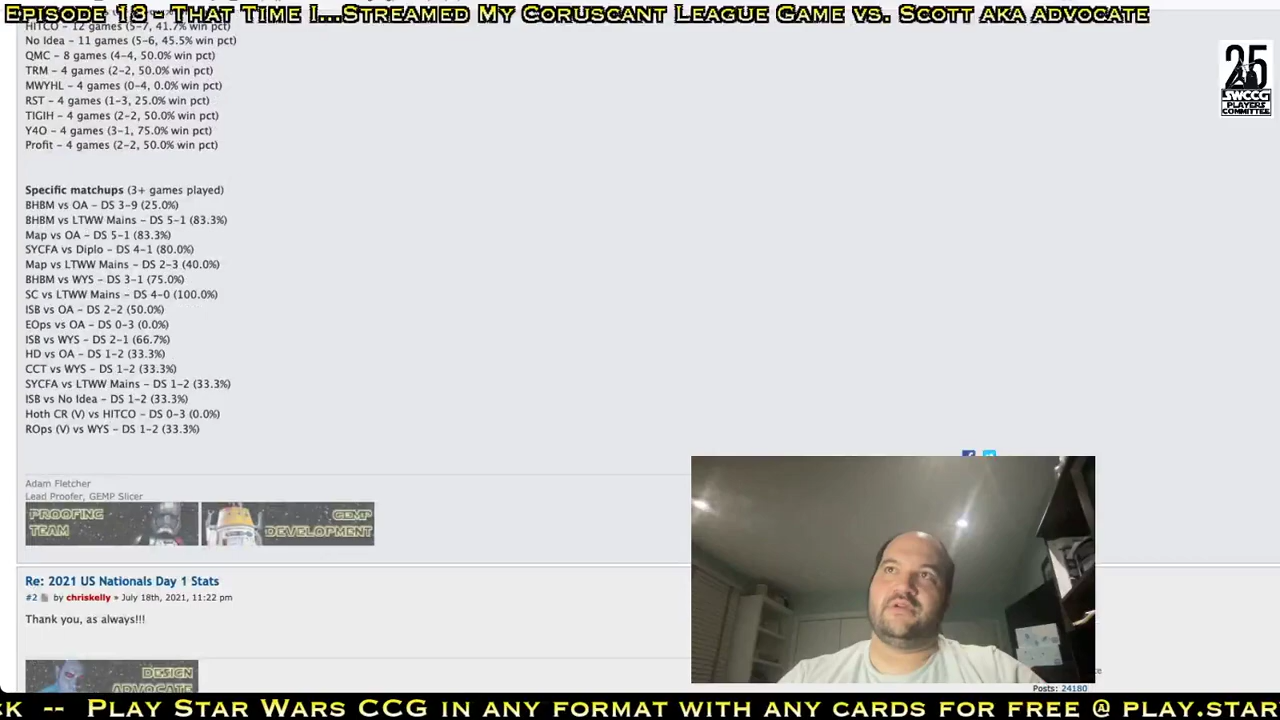 Episode 13 - That Time I...Streamed My Coruscant League Game vs. Scott aka advocate
HITCO - 12 games (5-7, 41.7% win pct)
No Idea - 11 games (5-6, 45.5% win pct)
QMC - 8 games (4-4, 50.0% win pct)
TRM - 4 games (2-2, 50.0% win pct)
MWYHL - 4 games (0-4, 0.0% win pct)
RST - 4 games (1-3, 25.0% win pct)
TIGIH - 4 games (2-2, 50.0% win pct)
Y4O - 4 games (3-1, 75.0% win pct)
Profit - 4 games (2-2, 50.0% win pct)
25
SWCCG
PLAYERS
COMMITTEE
Specific matchups (3+ games played)
BHBM vs OA - DS 3-9 (25.0%)
BHBM vs LTWW Mains - DS 5-1 (83.3%)
Map vs OA - DS 5-1 (83.3%)
SYCFA vs Diplo - DS 4-1 (80.0%)
Map vs LTWW Mains - DS 2-3 (40.0%)
BHBM vs WYS - DS 3-1 (75.0%)
SC vs LTWW Mains - DS 4-0 (100.0%)
ISB vs OA - DS 2-2 (50.0%)
EOps vs OA - DS 0-3 (0.0%)
ISB vs WYS - DS 2-1 (66.7%)
HD vs OA - DS 1-2 (33.3%)
CCT vs WYS - DS 1-2 (33.3%)
SYCFA vs LTWW Mains - DS 1-2 (33.3%)
ISB vs No Idea - DS 1-2 (33.3%)
Hoth CR (V) vs HITCO - DS 0-3 (0.0%)
ROps (V) vs WYS - DS 1-2 (33.3%)
Adam Fletcher
Lead Proofer, GEMP Slicer
PROOFING
TEAM
GEMP
DEVELOPMENT
Re: 2021 US Nationals Day 1 Stats
#2 by chriskelly » July 18th, 2021, 11:22 pm
Thank you, as always!!!
DESIGN
ADVOCATE
Posts: 24180
ck -- Play Star Wars CCG in any format with any cards for free @ play.star